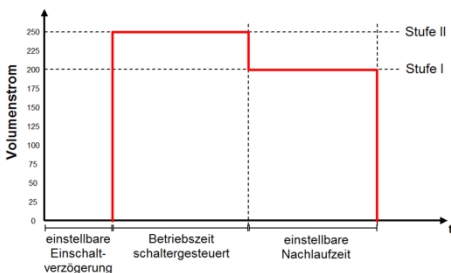 Volumenstrom
250
225
200
175
150
125
100
75
50
25
0
Stufe II
Stufe I
t
einstellbare
Einschalt-
verzögerung
Betriebszeit
schaltergesteuert
einstellbare
Nachlaufzeit